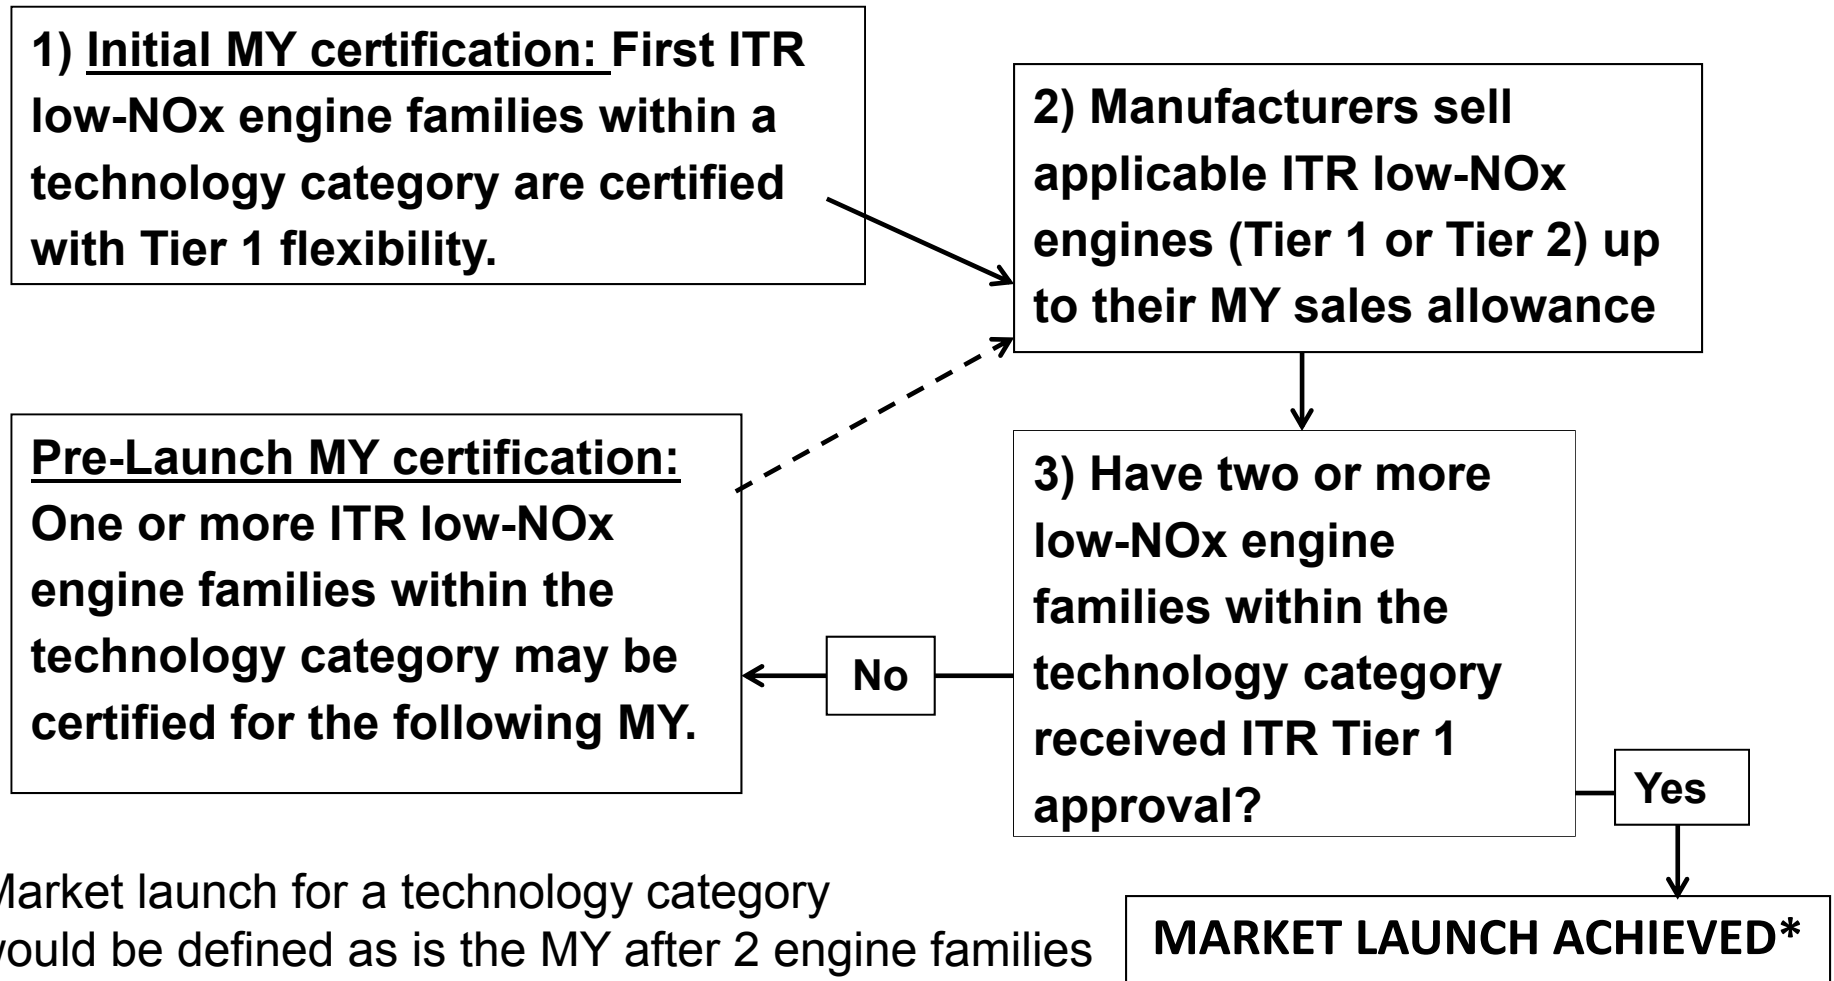 1) Initial MY certification: First ITR
low-NOx engine families within a
technology category are certified
with Tier 1 flexibility.
2) Manufacturers sell
applicable ITR low-NOx
engines (Tier 1 or Tier 2) up
to their MY sales allowance
Pre-Launch MY certification:
One or more ITR low-NOx
engine families within the
technology category may be
certified for the following MY.
3) Have two or more
low-NOx engine
families within the
technology category
received ITR Tier 1
approval?
No
Yes
Market launch for a technology category
would be defined as is the MY after 2 engine families
MARKET LAUNCH ACHIEVED*